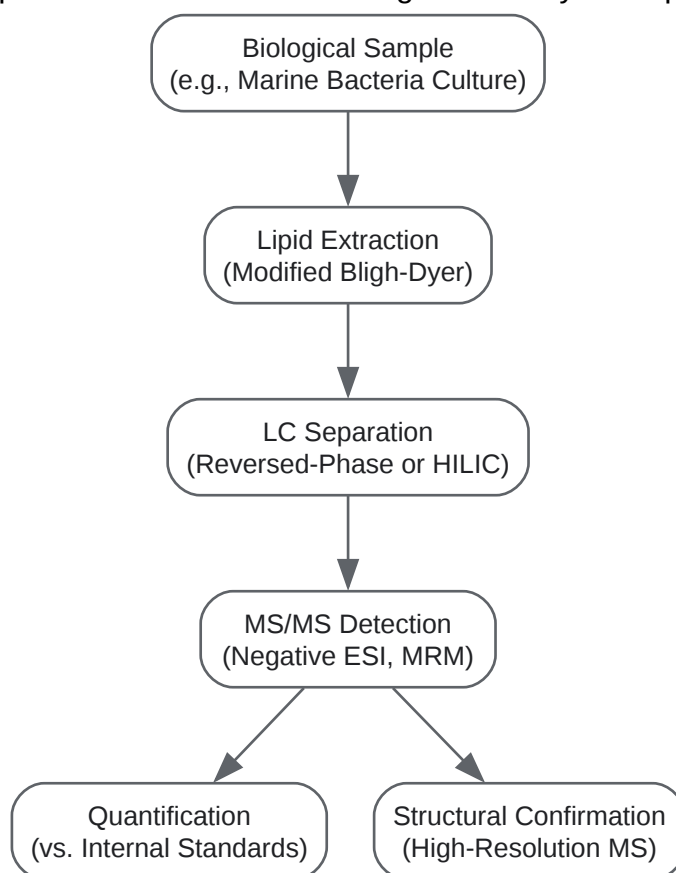 Biological Sample
(e.g., Marine Bacteria Culture)
Lipid Extraction
(Modified Bligh-Dyer)
LC Separation
(Reversed-Phase or HILIC)
MS/MS Detection
(Negative ESI, MRM)
Quantification
(vs. Internal Standards)
Structural Confirmation
(High-Resolution MS)